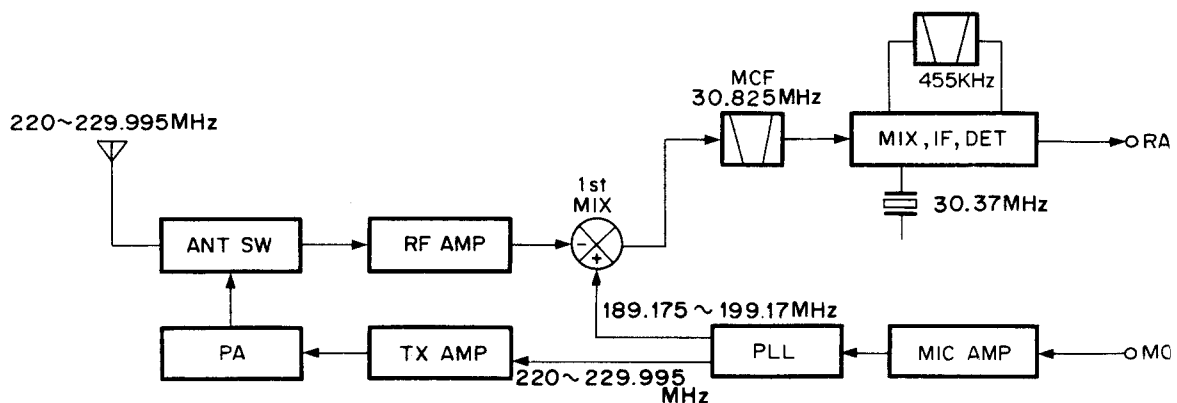 455KHz
MCF
30.825MHz
220~229.995MHz
MIX, IF, DET
RA
1st
MIX
30.37MHz
ANT SW
RF AMP
-
+
189.175~199.17MHz
PA
TX AMP
PLL
MIC AMP
MO
220~229.995
MHz